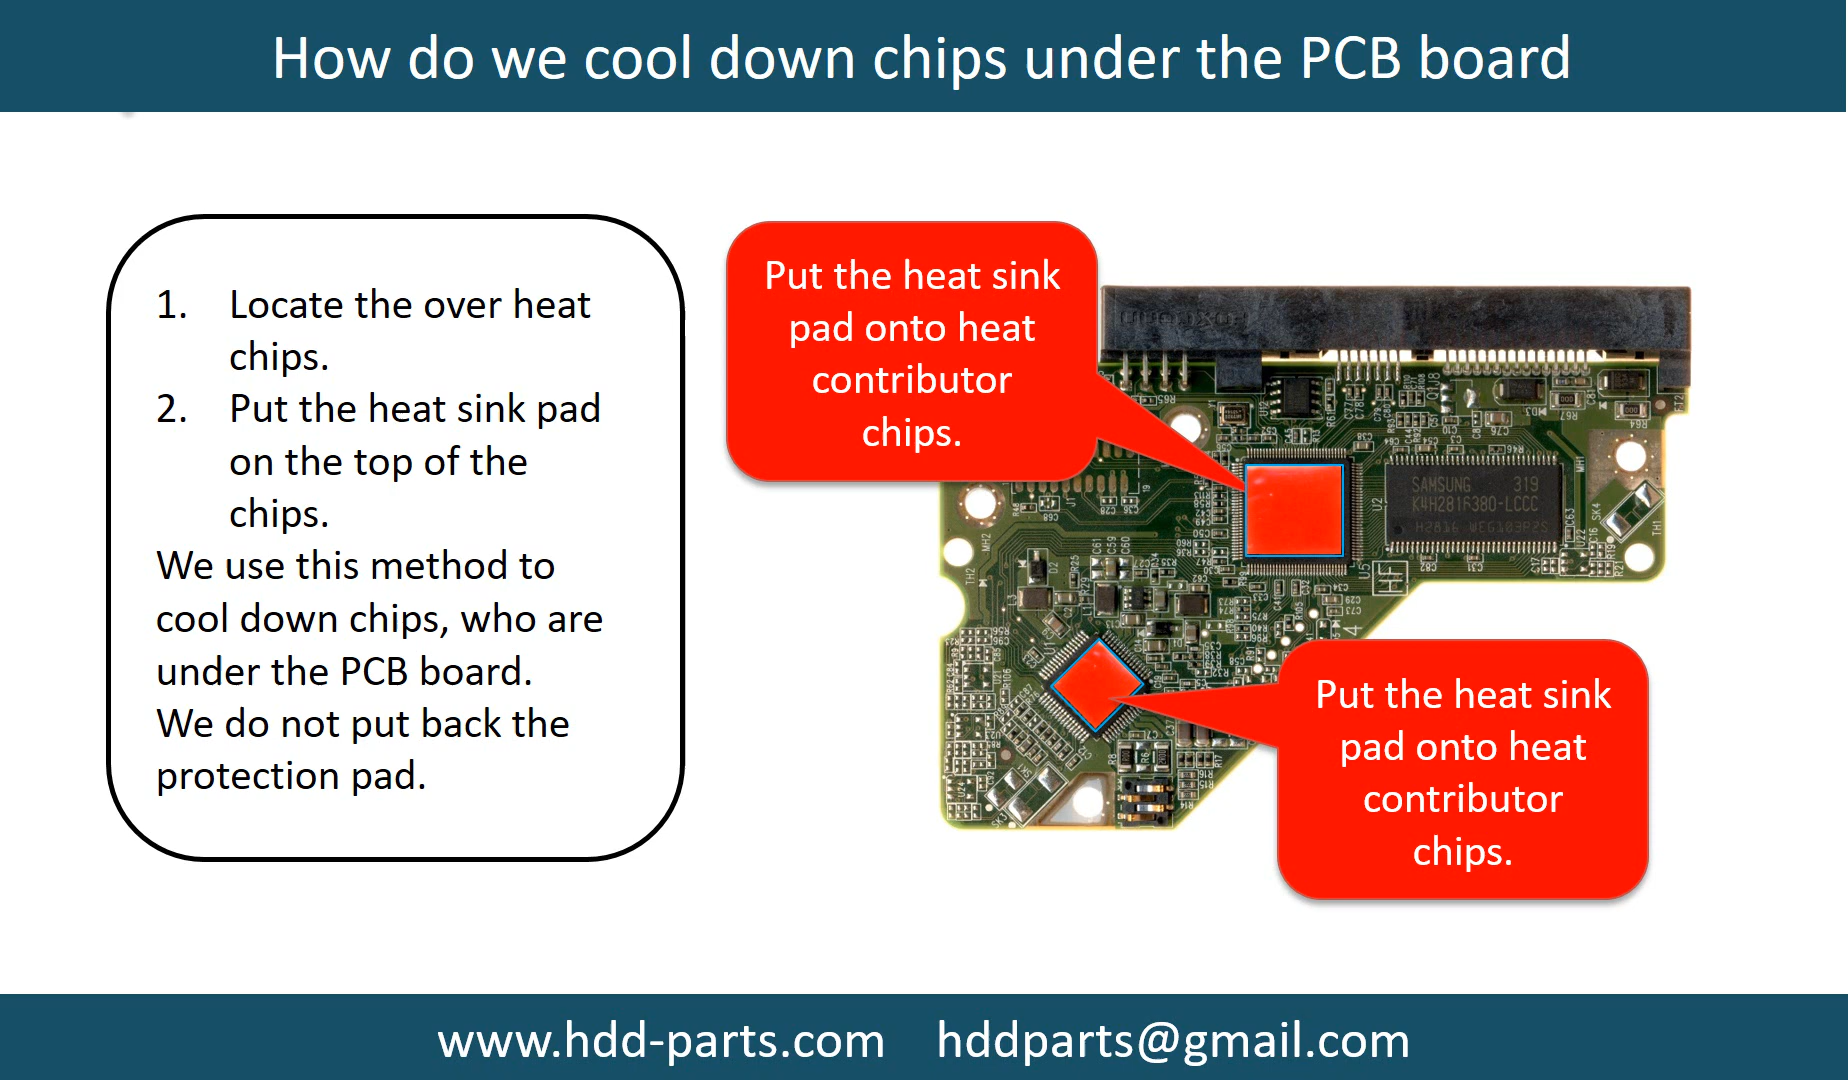 How do we cool down chips under the PCB board
1. Locate the over heat
chips.
2. Put the heat sink pad
on the top of the
chips.
We use this method to
cool down chips, who are
under the PCB board.
We do not put back the
protection pad.
Put the heat sink
pad onto heat
contributor
chips.
SAMSUNG 319
K4H281638O-LCCC
Put the heat sink
pad onto heat
contributor
chips.
www.hdd-parts.com hddparts@gmail.com